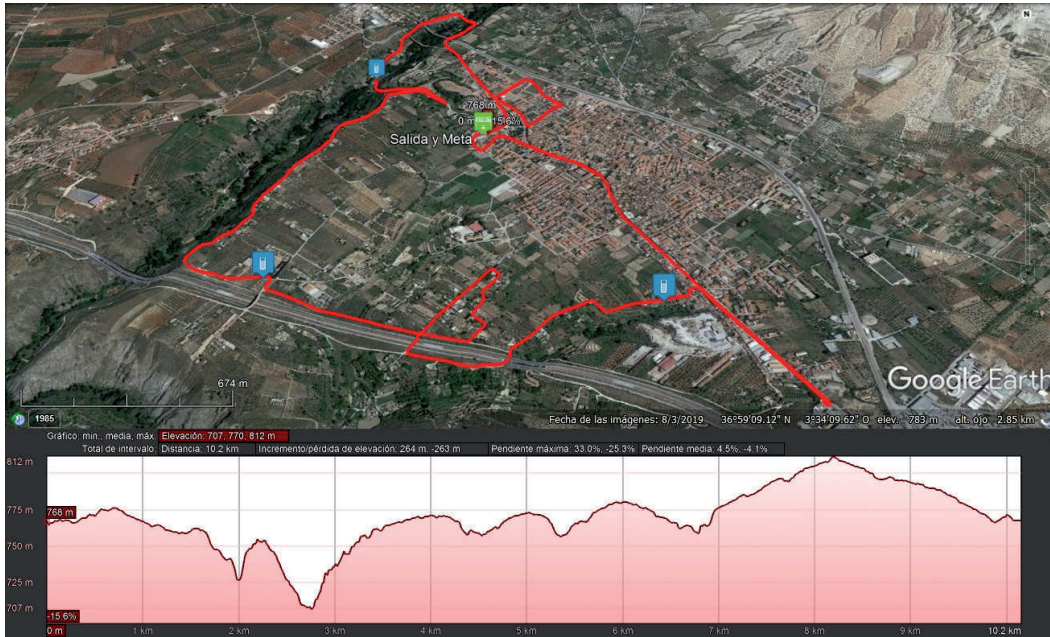 N
768 m
0 m -15.6%
Salida y Meta
674 m
Google Earth
1985
Fecha de las imágenes: 8/3/2019 36°59'09.12" N 3°34'09.62" O elev. 783 m alt. ojo 2.85 km
Gráfico: mín., media, máx. Elevación: 707, 770, 812 m
Total de intervalo: Distancia: 10.2 km Incremento/pérdida de elevación: 264 m, -263 m Pendiente máxima: 33.0%, -25.3% Pendiente media: 4.5%, -4.1%
812 m
775 m
768 m
750 m
725 m
707 m
-15.6%
0 m 1 km 2 km 3 km 4 km 5 km 6 km 7 km 8 km 9 km 10.2 km